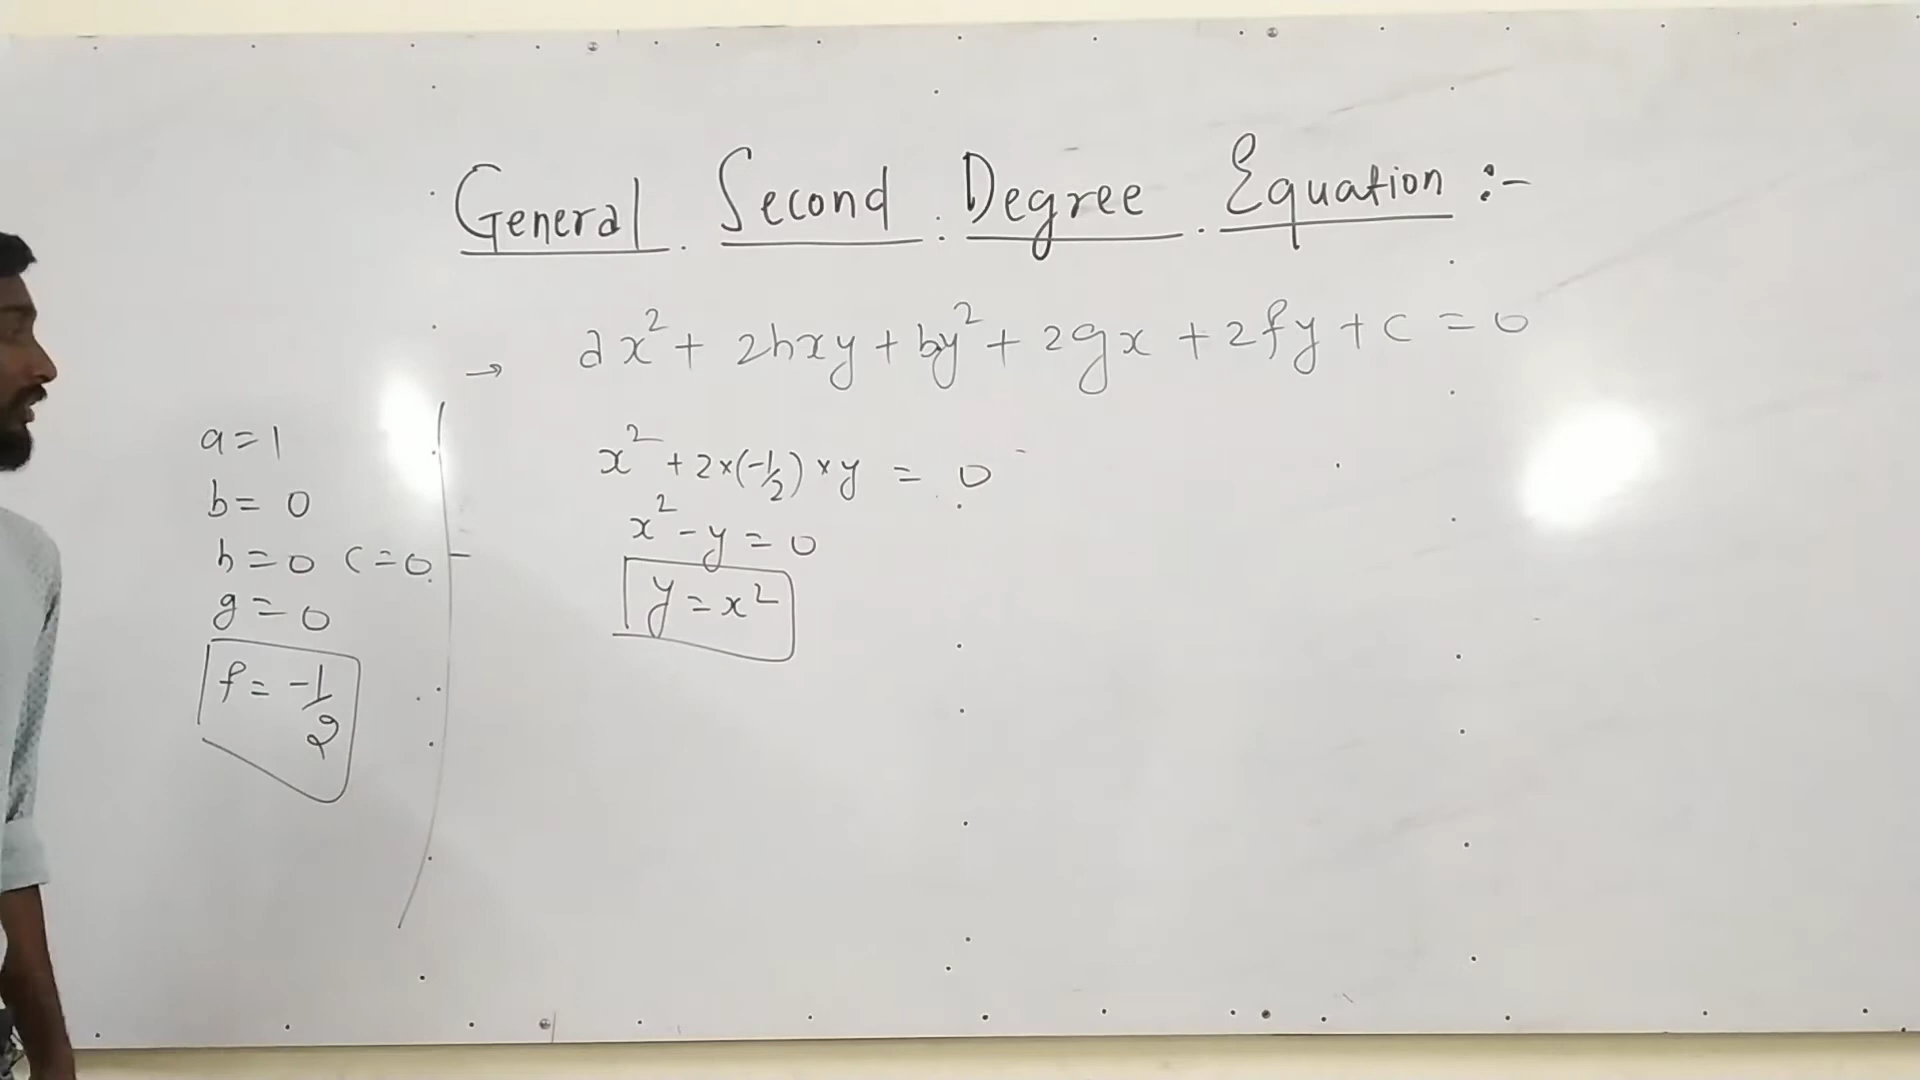 General Second Degree Equation :-
→ ax² + 2hxy + by² + 2gx + 2fy + c = 0
a=1
b= 0
h=0 c=0
g=0
f= -1/2
x² + 2×(-1/2)×y = 0
x² - y = 0
y = x²